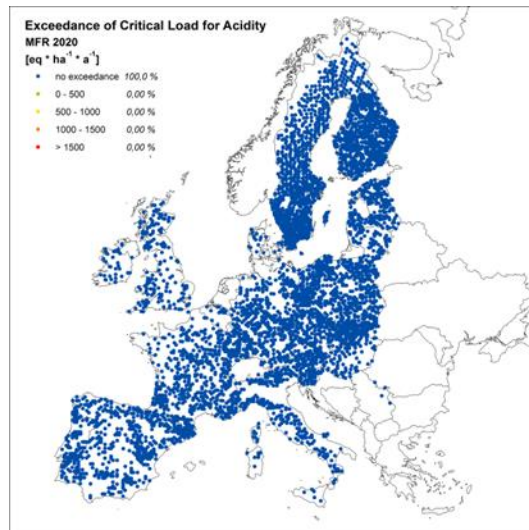 Exceedance of Critical Load for Acidity
MFR 2020
[eq * ha⁻¹ * a⁻¹]
no exceedance 100,0 %
0 - 500 0,00 %
500 - 1000 0,00 %
1000 - 1500 0,00 %
> 1500 0,00 %